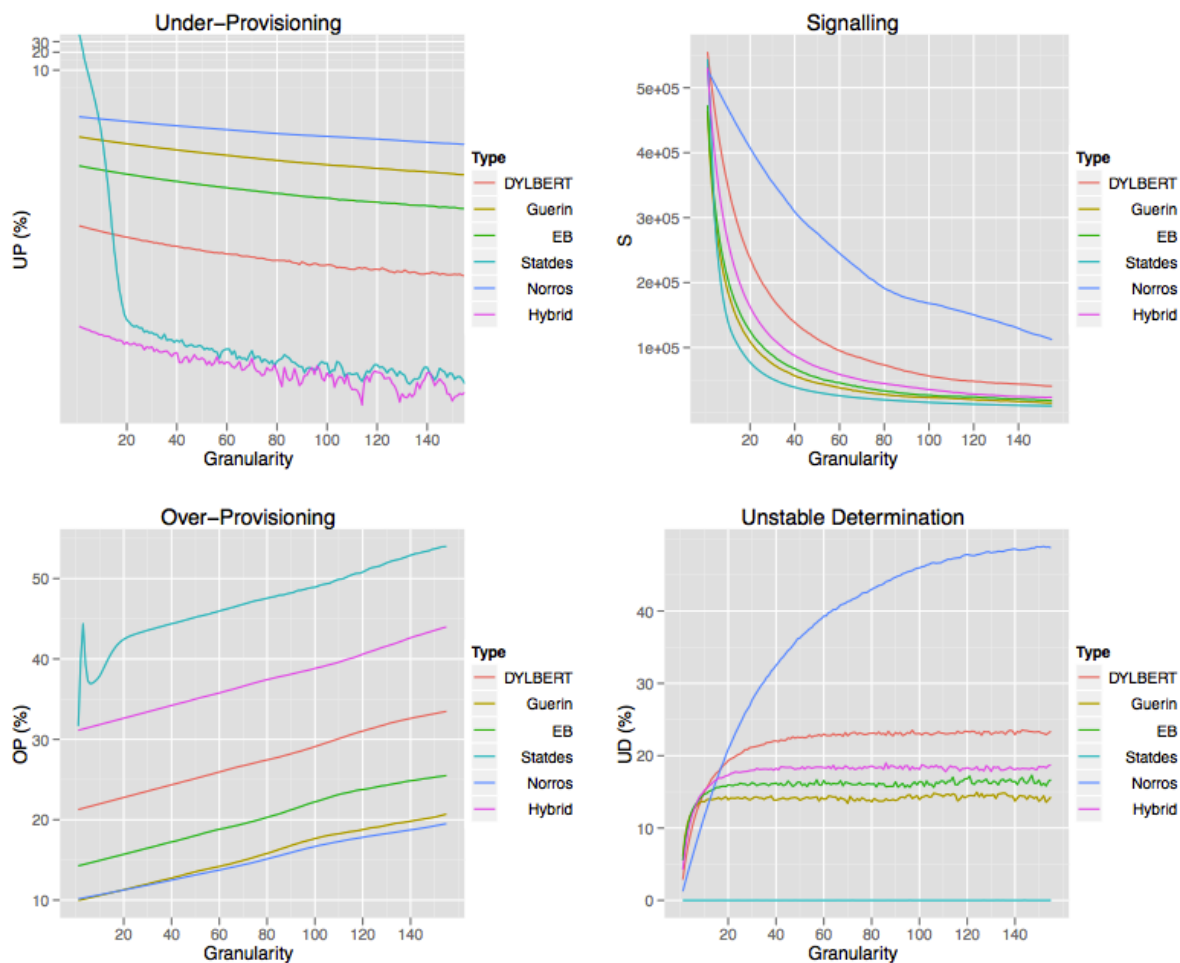 Under-Provisioning
30
20
10
UP (%)
20 40 60 80 100 120 140
Granularity
Type
DYLBERT
Guerin
EB
Statdes
Norros
Hybrid
Signalling
5e+05
4e+05
3e+05
2e+05
1e+05
S
20 40 60 80 100 120 140
Granularity
Type
DYLBERT
Guerin
EB
Statdes
Norros
Hybrid
Over-Provisioning
50
40
30
20
10
OP (%)
20 40 60 80 100 120 140
Granularity
Type
DYLBERT
Guerin
EB
Statdes
Norros
Hybrid
Unstable Determination
40
30
20
10
0
UD (%)
20 40 60 80 100 120 140
Granularity
Type
DYLBERT
Guerin
EB
Statdes
Norros
Hybrid